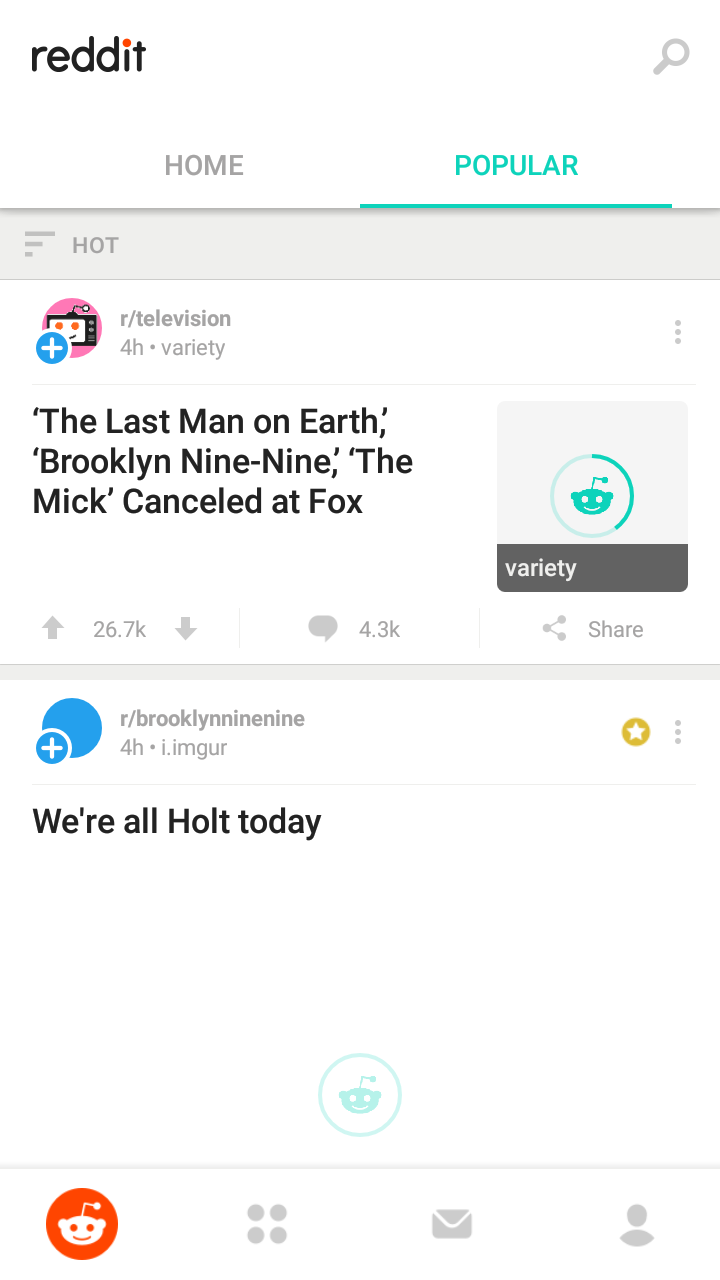 reddit
HOME
POPULAR
HOT
r/television
4h • variety
‘The Last Man on Earth,’
‘Brooklyn Nine-Nine,’ ‘The
Mick’ Canceled at Fox
variety
26.7k
4.3k
Share
r/brooklynninenine
4h • i.imgur
We're all Holt today